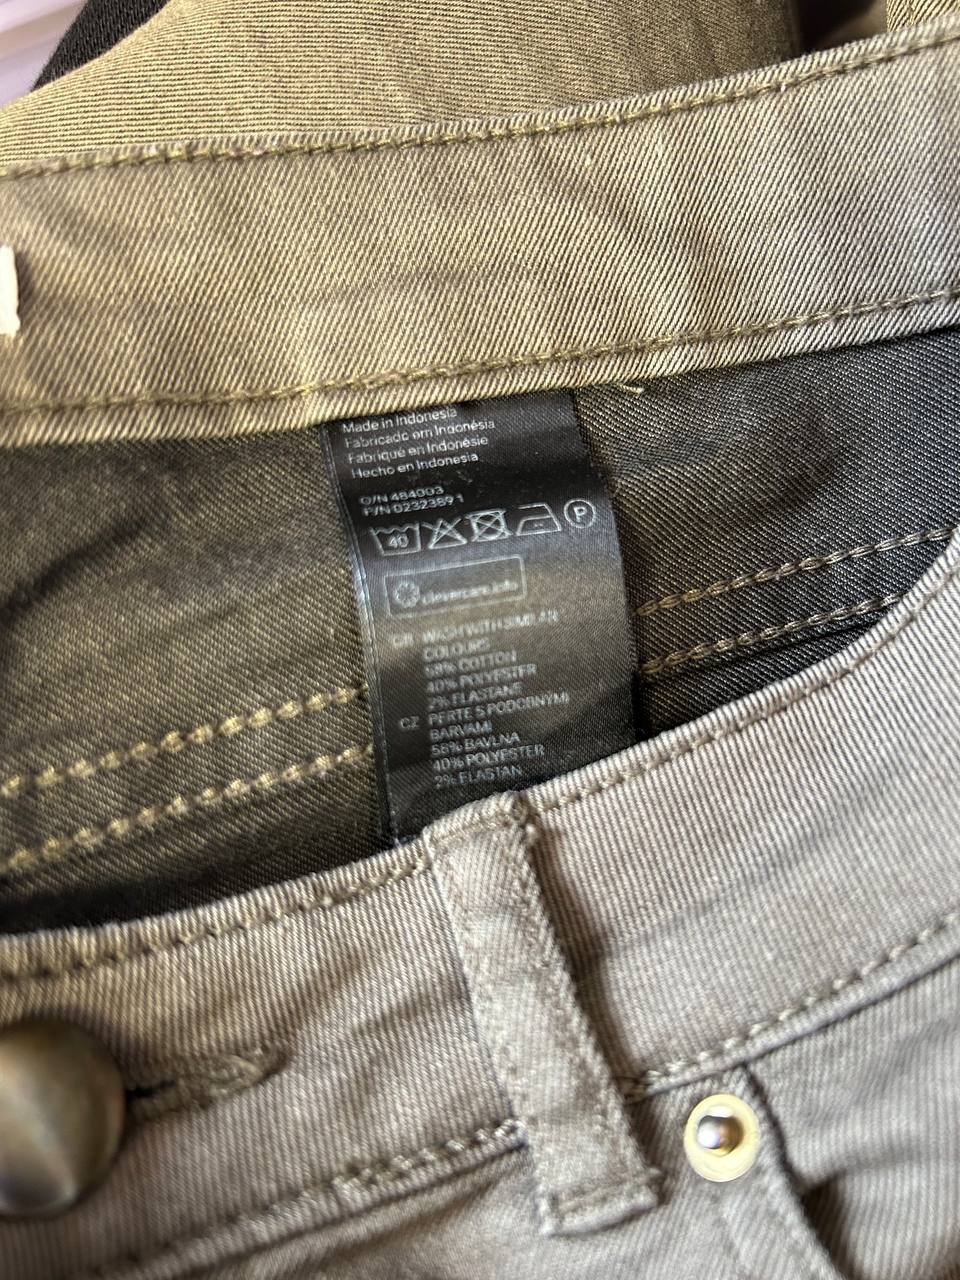 Made in Indonesia
Fabricado em Indonésia
Fabriqué en Indonésie
Hecho en Indonesia
O/N 484003
P/N 0232389 1
40 P
clevercare.info
GB WASH WITH SIMILAR
COLOURS
58% COTTON
40% POLYESTER
2% ELASTANE
CZ PERTE S PODOBNÝMI
BARVAMI
58% BAVLNA
40% POLYESTER
2% ELASTAN